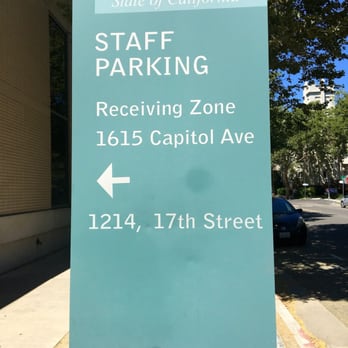 State of California
STAFF
PARKING
Receiving Zone
1615 Capitol Ave
1214, 17th Street